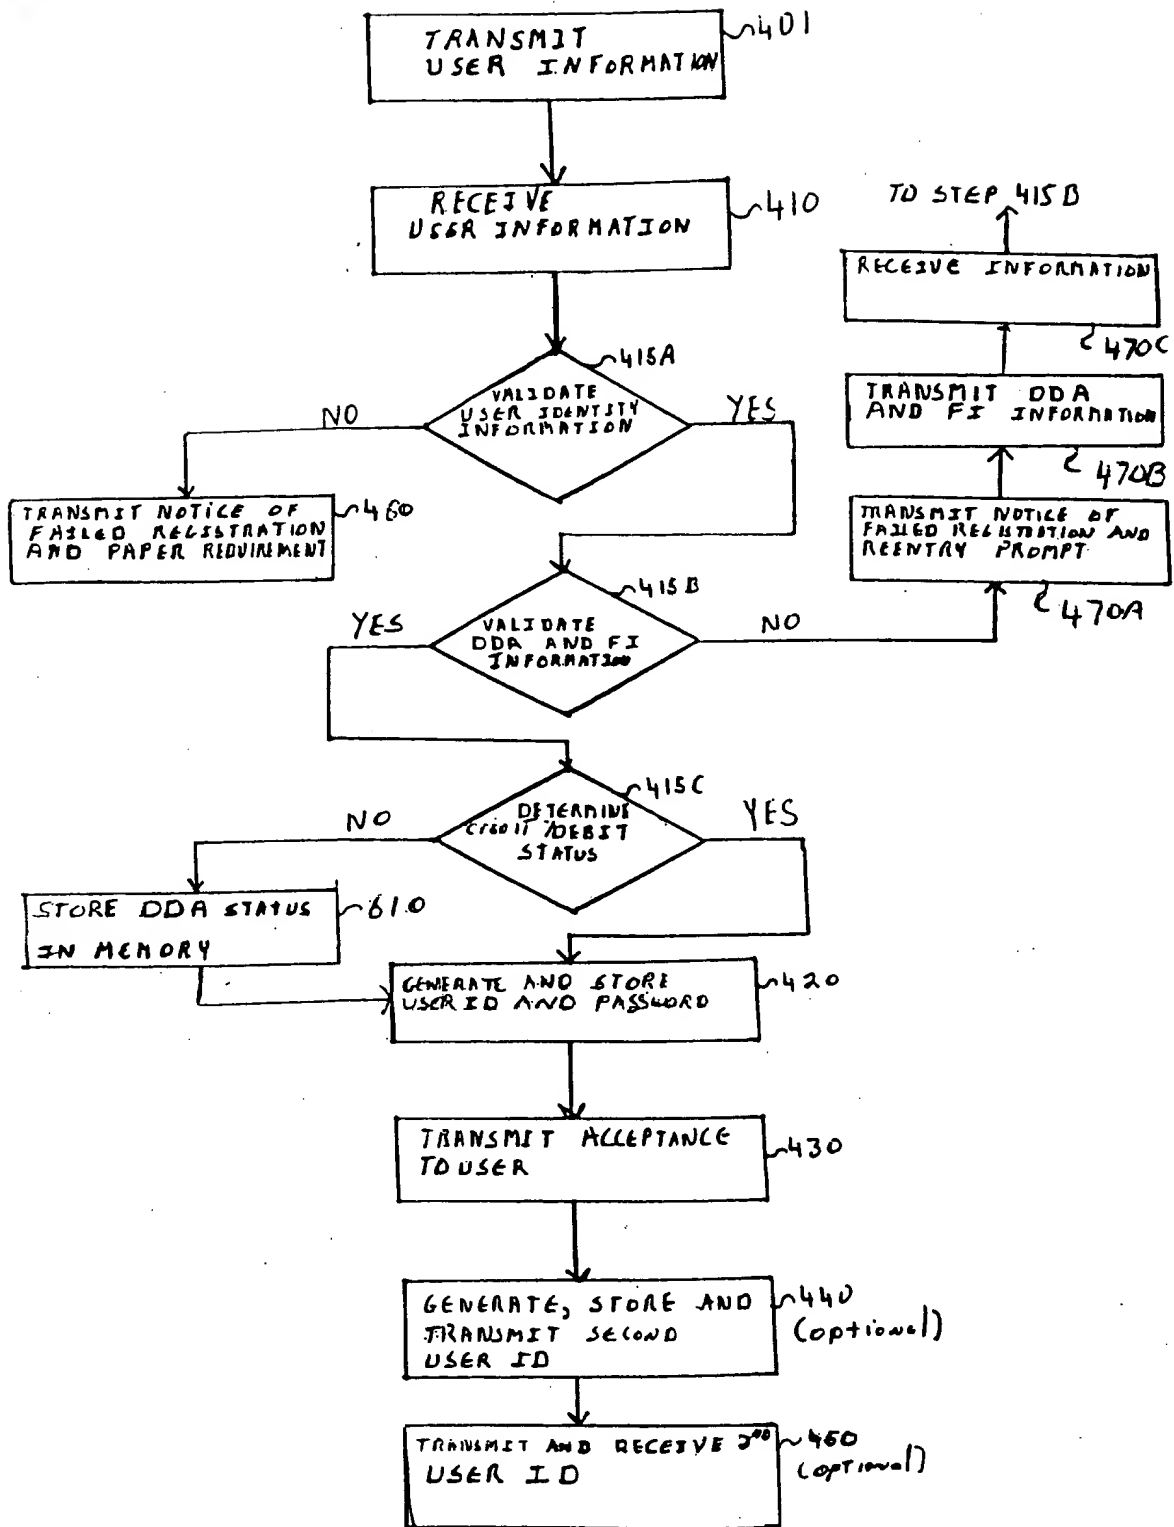 TRANSMIT
USER INFORMATION
401
RECEIVE
USER INFORMATION
410
TO STEP 415B
RECEIVE INFORMATION
470C
415A
VALIDATE
USER IDENTITY
INFORMATION
NO
YES
TRANSMIT DDA
AND FI INFORMATION
470B
TRANSMIT NOTICE OF
FAILED REGISTRATION
AND PAPER REQUIREMENT
460
TRANSMIT NOTICE OF
FAILED REGISTRATION AND
REENTRY PROMPT
470A
415B
VALIDATE
DDA AND FI
INFORMATION
YES
NO
415C
DETERMINE
CREDIT/DEBIT
STATUS
NO
YES
STORE DDA STATUS
IN MEMORY
610
GENERATE AND STORE
USER ID AND PASSWORD
420
TRANSMIT ACCEPTANCE
TO USER
430
GENERATE, STORE AND
TRANSMIT SECOND
USER ID
440
(optional)
TRANSMIT AND RECEIVE 2ND
USER ID
450
(optional)